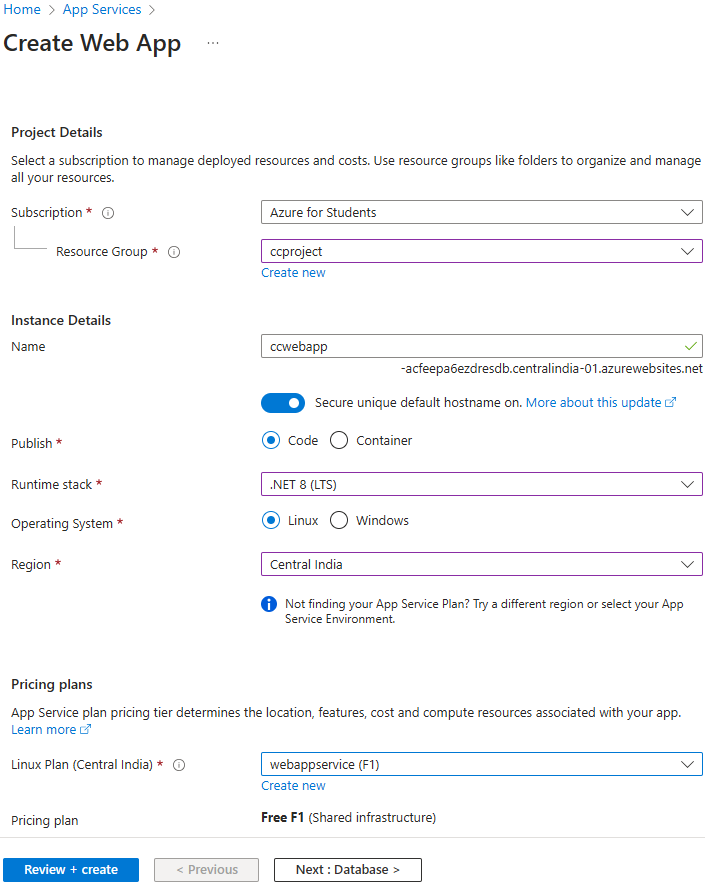 Home > App Services >
Create Web App ...
Project Details
Select a subscription to manage deployed resources and costs. Use resource groups like folders to organize and manage
all your resources.
Subscription * Azure for Students
Resource Group * ccproject
Create new
Instance Details
Name ccwebapp
-acfeepa6ezdresdb.centralindia-01.azurewebsites.net
Secure unique default hostname on. More about this update
Publish * Code Container
Runtime stack * .NET 8 (LTS)
Operating System * Linux Windows
Region * Central India
Not finding your App Service Plan? Try a different region or select your App
Service Environment.
Pricing plans
App Service plan pricing tier determines the location, features, cost and compute resources associated with your app.
Learn more
Linux Plan (Central India) * webappservice (F1)
Create new
Pricing plan Free F1 (Shared infrastructure)
Review + create < Previous Next : Database >